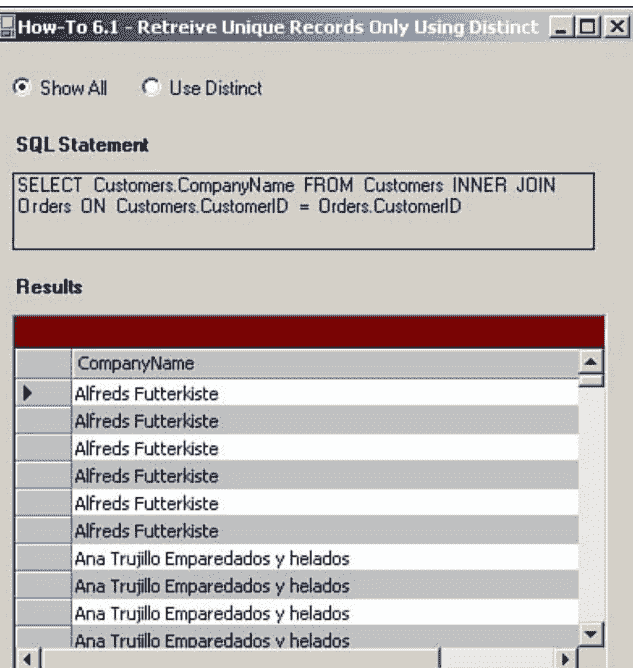 How-To 6.1 - Retreive Unique Records Only Using Distinct
Show All Use Distinct
SQL Statement
SELECT Customers.CompanyName FROM Customers INNER JOIN
Orders ON Customers.CustomerID = Orders.CustomerID
Results
CompanyName
Alfreds Futterkiste
Alfreds Futterkiste
Alfreds Futterkiste
Alfreds Futterkiste
Alfreds Futterkiste
Alfreds Futterkiste
Ana Trujillo Emparedados y helados
Ana Trujillo Emparedados y helados
Ana Trujillo Emparedados y helados
Ana Trujillo Emparedados y helados